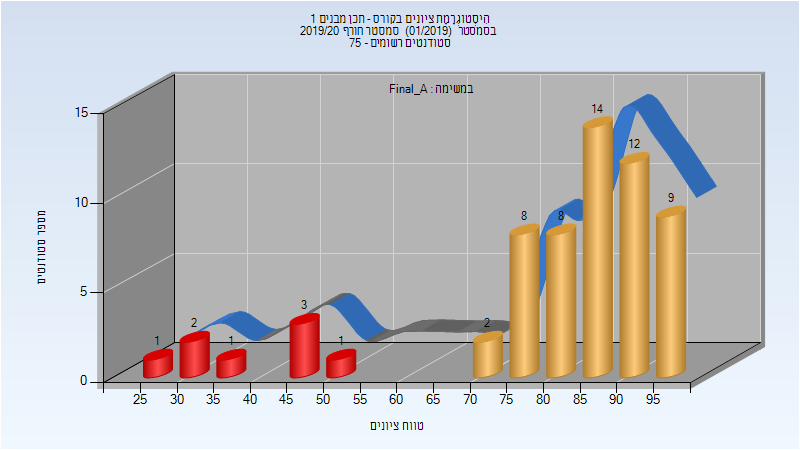 היסטוגרמת ציונים בקורס - תכן מבנים 1
בסמסטר (01/2019) סמסטר חורף 2019/20
סטודנטים רשומים - 75
במשימה : Final_A
מספר סטודנטים
15
10
5
0
1
2
1
3
1
2
8
8
14
12
9
25 30 35 40 45 50 55 60 65 70 75 80 85 90 95
טווח ציונים